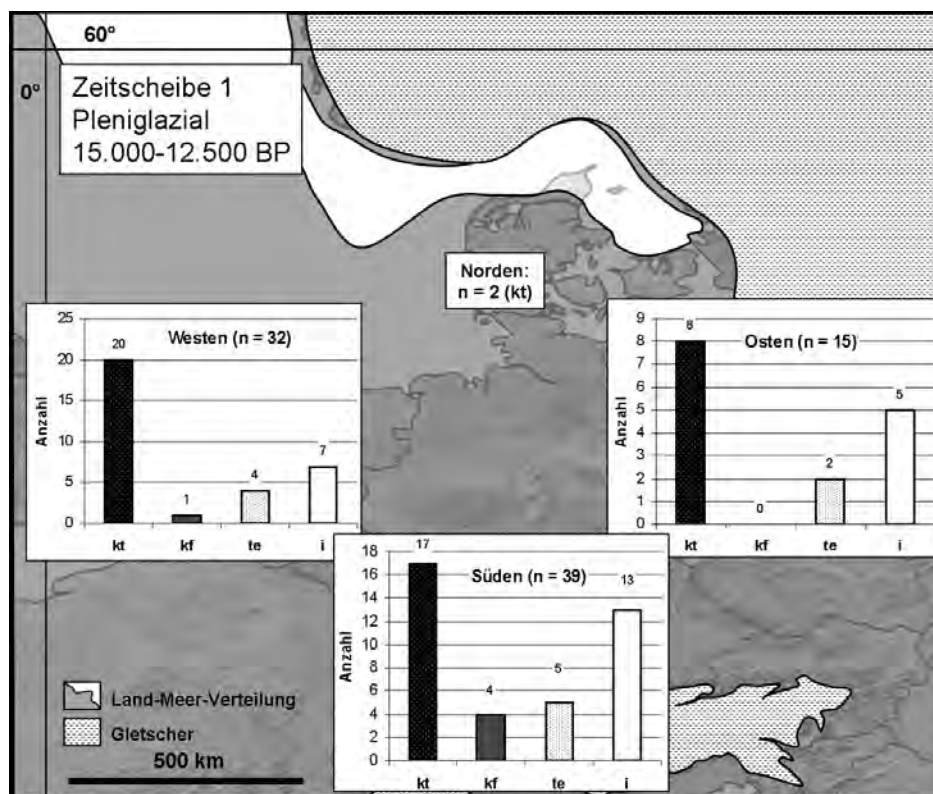 60°
0°
Zeitscheibe 1
Pleniglazial
15.000-12.500 BP
Norden:
n = 2 (kt)
Westen (n = 32)
Anzahl
25
20
15
10
5
0
20
1
4
7
kt kf te i
Osten (n = 15)
Anzahl
9
8
7
6
5
4
3
2
1
0
8
0
2
5
kt kf te i
Süden (n = 39)
Anzahl
18
16
14
12
10
8
6
4
2
0
17
4
5
13
kt kf te i
Land-Meer-Verteilung
Gletscher
500 km